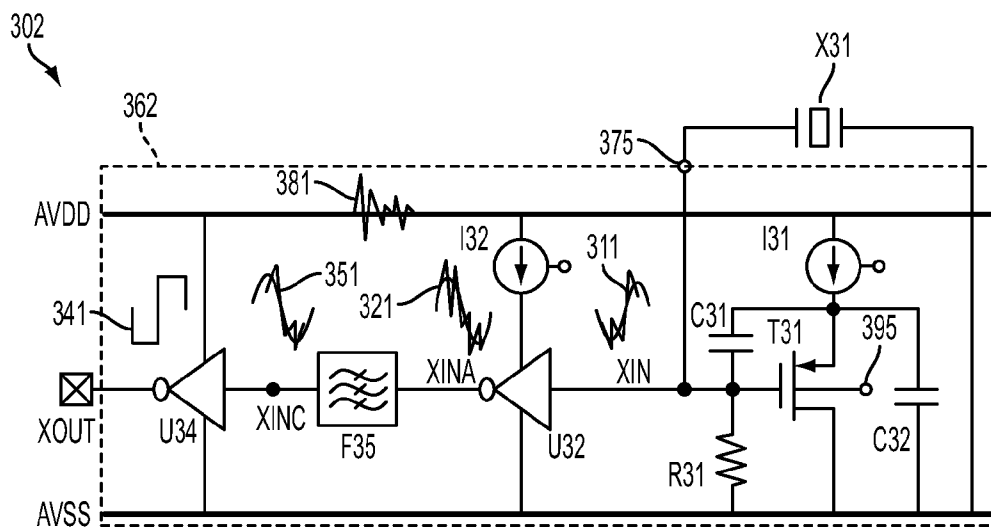 302
X31
362
375
381
AVDD
I32
I31
311
351
321
341
C31
T31
395
XINA
XIN
XOUT
U34
XINC
F35
U32
R31
C32
AVSS